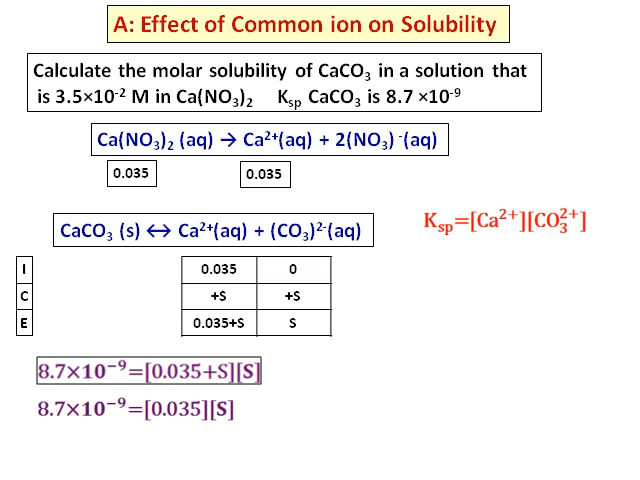 A: Effect of Common ion on Solubility
Calculate the molar solubility of CaCO₃ in a solution that
is 3.5×10⁻² M in Ca(NO₃)₂ Kₛₚ CaCO₃ is 8.7 ×10⁻⁹
Ca(NO₃)₂ (aq) → Ca²⁺(aq) + 2(NO₃) ⁻(aq)
0.035 0.035
CaCO₃ (s) ↔ Ca²⁺(aq) + (CO₃)²⁻(aq)
Kₛₚ=[Ca²⁺][CO₃²⁺]
I 0.035 0
C +S +S
E 0.035+S S
8.7×10⁻⁹=[0.035+S][S]
8.7×10⁻⁹=[0.035][S]